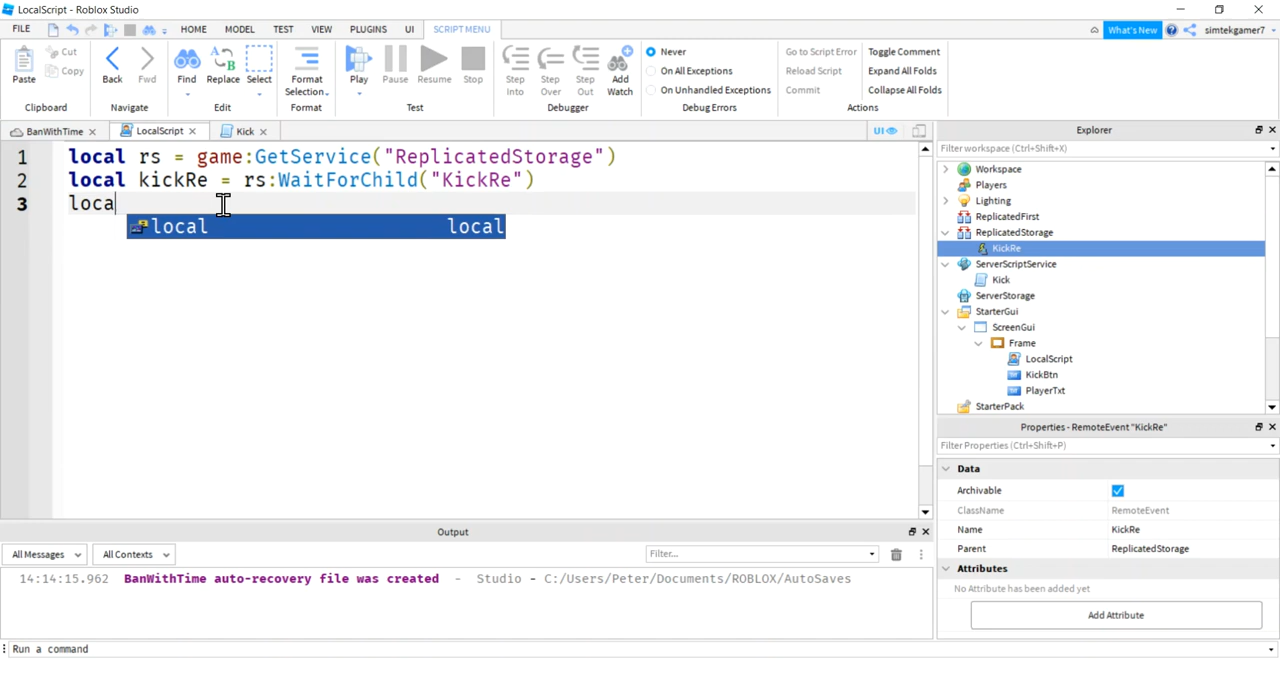 LocalScript - Roblox Studio
FILE HOME MODEL TEST VIEW PLUGINS UI SCRIPT MENU What's New simtekgamer7
Paste Cut Copy Back Fwd Find Replace Select Format Selection Play Pause Resume Stop Step Into Step Over Step Out Add Watch Never On All Exceptions On Unhandled Exceptions Go to Script Error Reload Script Commit Toggle Comment Expand All Folds Collapse All Folds
Clipboard Navigate Edit Format Test Debugger Debug Errors Actions
BanWithTime LocalScript Kick UI
1 local rs = game:GetService("ReplicatedStorage")
2 local kickRe = rs:WaitForChild("KickRe")
3 loca
local local
Explorer
Filter workspace (Ctrl+Shift+X)
Workspace
Players
Lighting
ReplicatedFirst
ReplicatedStorage
KickRe
ServerScriptService
Kick
ServerStorage
StarterGui
ScreenGui
Frame
LocalScript
KickBtn
PlayerTxt
StarterPack
Properties - RemoteEvent "KickRe"
Filter Properties (Ctrl+Shift+P)
Data
Archivable
ClassName RemoteEvent
Name KickRe
Parent ReplicatedStorage
Attributes
No Attribute has been added yet
Add Attribute
Output
All Messages All Contexts Filter...
14:14:15.962 BanWithTime auto-recovery file was created - Studio - C:/Users/Peter/Documents/ROBLOX/AutoSaves
Run a command